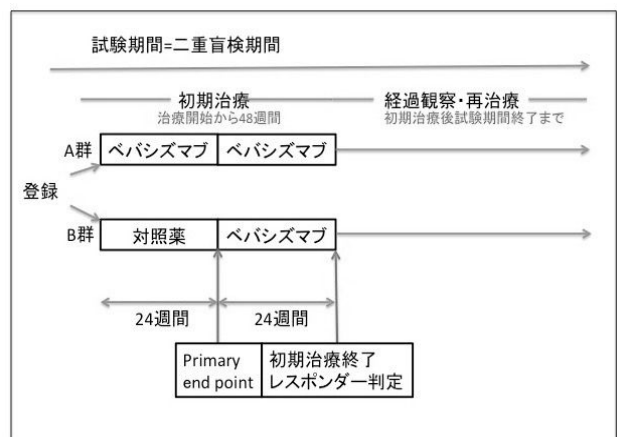 試験期間=二重盲検期間
初期治療
治療開始から48週間
経過観察・再治療
初期治療後試験期間終了まで
A群
ベバシズマブ
ベバシズマブ
登録
B群
対照薬
ベバシズマブ
24週間
24週間
Primary
end point
初期治療終了
レスポンダー判定